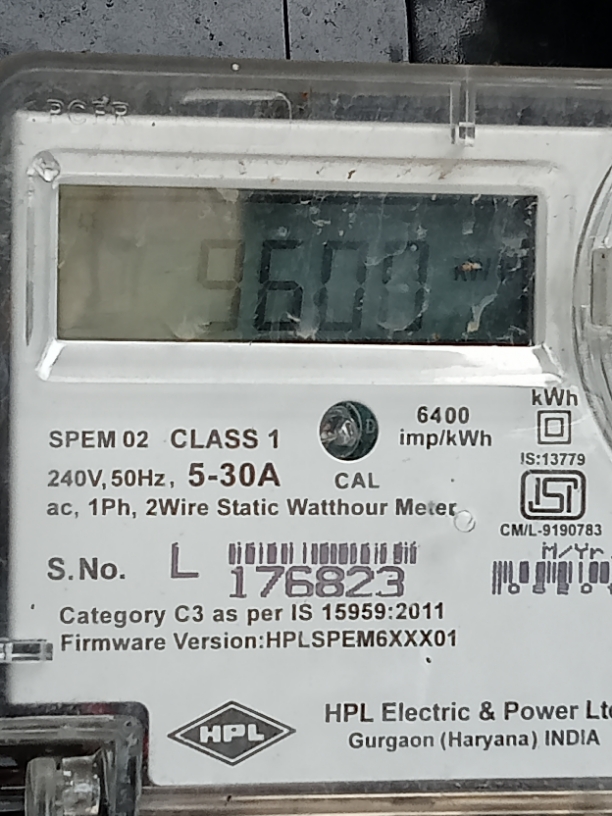 9600
kWh
SPEM 02 CLASS 1
6400
imp/kWh
240V, 50Hz, 5-30A
CAL
ac, 1Ph, 2Wire Static Watthour Meter
IS:13779
ISI
CM/L-9190783
S.No. L 176823
M/Yr
Category C3 as per IS 15959:2011
Firmware Version:HPLSPEM6XXX01
HPL
HPL Electric & Power Ltd
Gurgaon (Haryana) INDIA